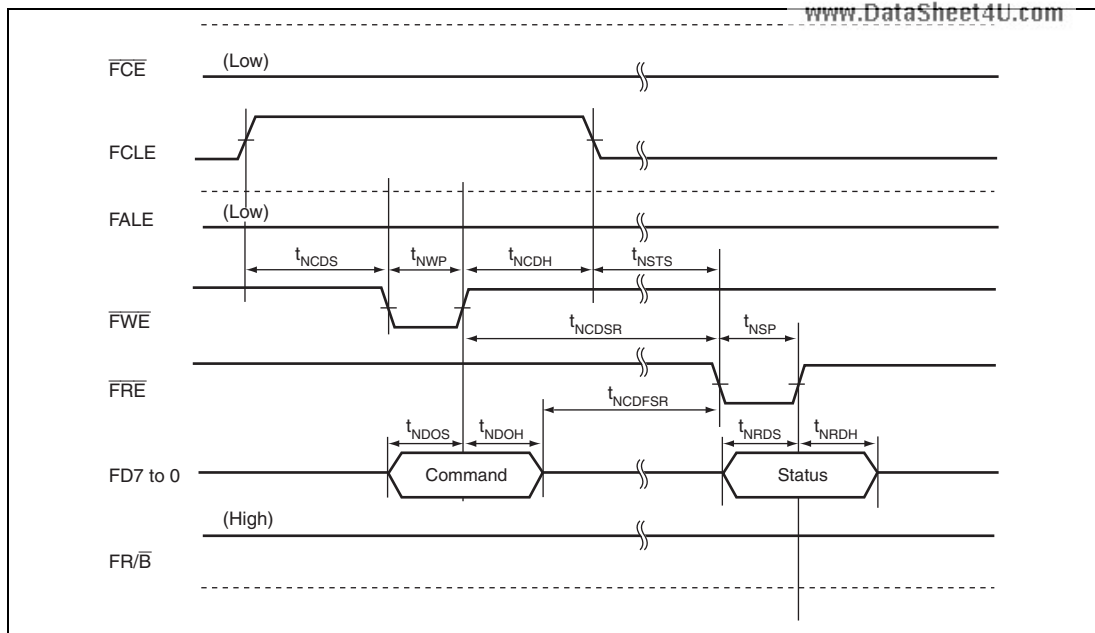 www.DataSheet4U.com
FCE (Low)
FCLE
FALE (Low)
tNCDS tNWP tNCDH tNSTS
FWE
tNCDSR tNSP
FRE
tNCDFSR
tNDOS tNDOH tNRDS tNRDH
FD7 to 0 Command Status
(High)
FR/B